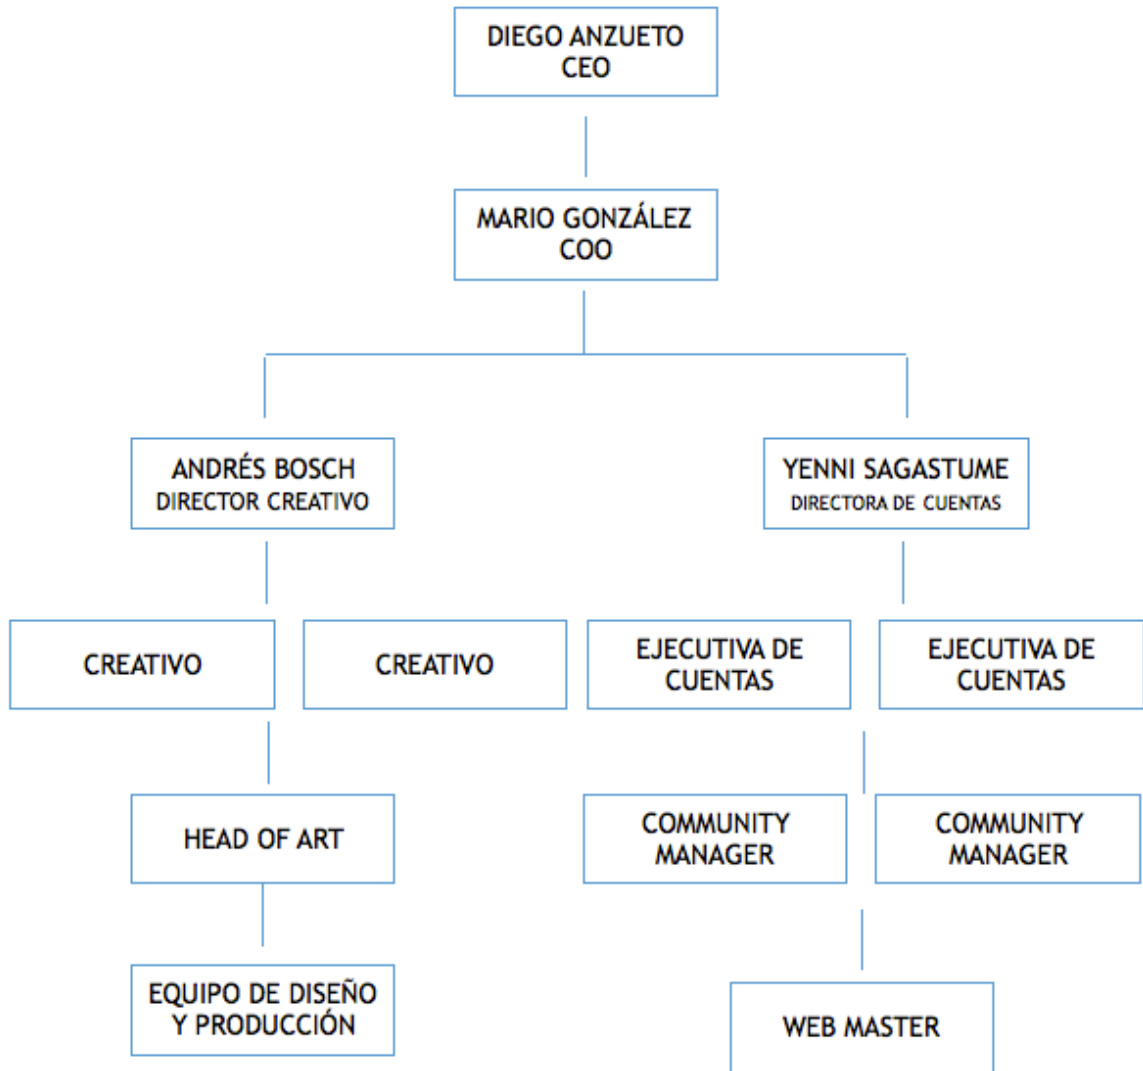 DIEGO ANZUETO
CEO
MARIO GONZÁLEZ
COO
ANDRÉS BOSCH
DIRECTOR CREATIVO
YENNI SAGASTUME
DIRECTORA DE CUENTAS
CREATIVO
CREATIVO
EJECUTIVA DE
CUENTAS
EJECUTIVA DE
CUENTAS
HEAD OF ART
COMMUNITY
MANAGER
COMMUNITY
MANAGER
EQUIPO DE DISEÑO
Y PRODUCCIÓN
WEB MASTER